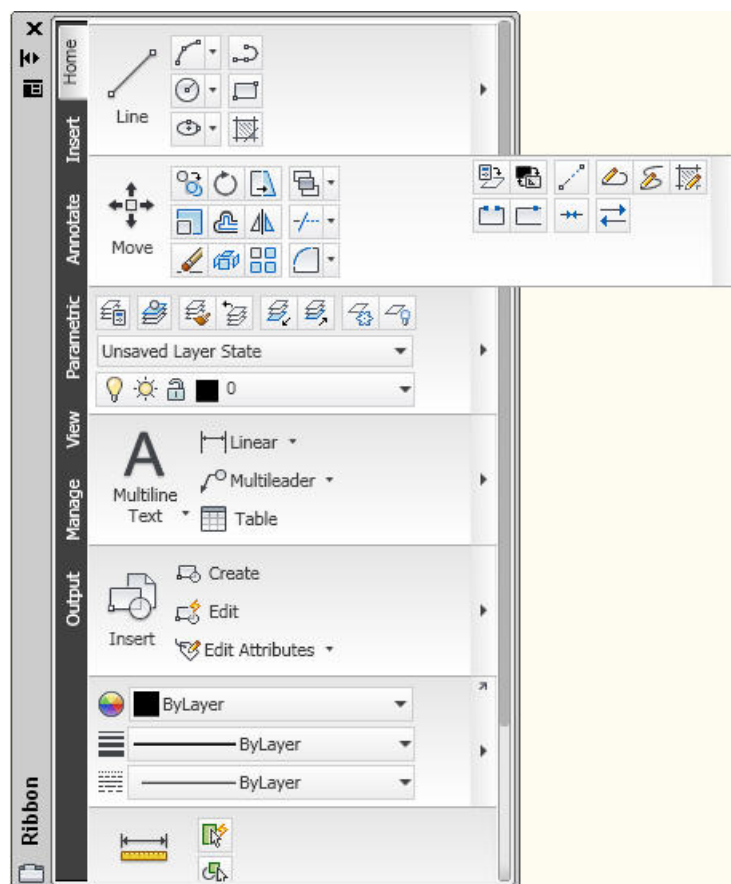 Home
Insert
Annotate
Parametric
View
Manage
Output
Ribbon
Line
Move
Unsaved Layer State
0
Multiline
Text
Linear
Multileader
Table
Insert
Create
Edit
Edit Attributes
ByLayer
ByLayer
ByLayer